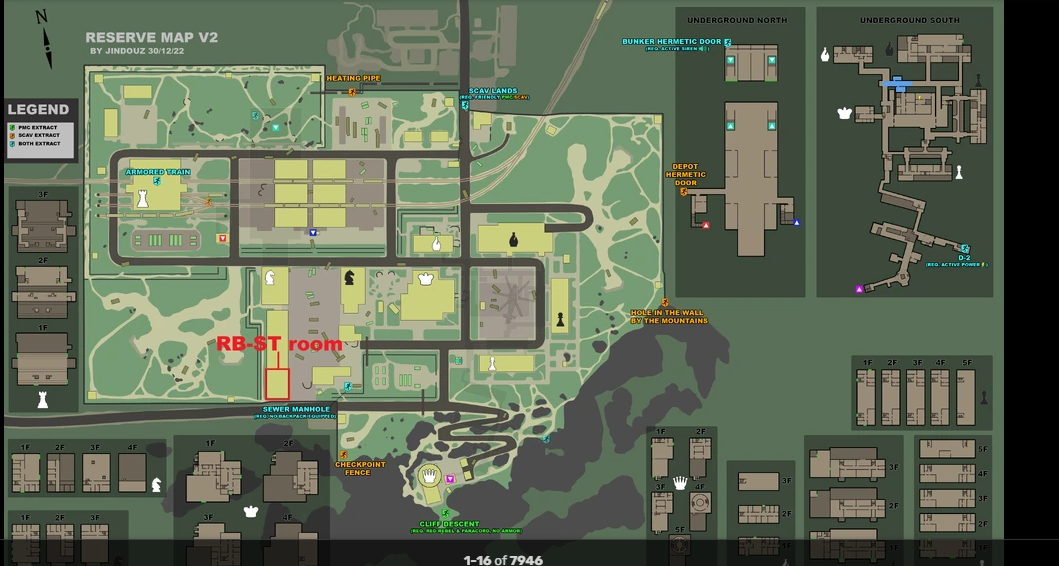 N
RESERVE MAP V2
BY JINDOUZ 30/12/22
LEGEND
PMC EXTRACT
SCAV EXTRACT
BOTH EXTRACT
HEATING PIPE
SCAV LANDS
(REQ. FRIENDLY PMC/SCAV)
ARMORED TRAIN
UNDERGROUND NORTH
BUNKER HERMETIC DOOR
(REQ. ACTIVE SIREN)
DEPOT
HERMETIC
DOOR
UNDERGROUND SOUTH
D-2
(REQ. ACTIVE POWER)
HOLE IN THE WALL
BY THE MOUNTAINS
RB-ST room
SEWER MANHOLE
(REQ. NO BACKPACK EQUIPPED)
CHECKPOINT
FENCE
CLIFF DESCENT
(REQ. RED REBEL & PARACORD, NO ARMOR)
3F
2F
1F
1F 2F 3F 4F
1F 2F
3F 4F
1F 2F 3F
1F 2F 3F 4F 5F
1F 2F
3F 4F
5F
3F
2F
3F
2F
5F
4F
3F
2F
1-16 of 7946